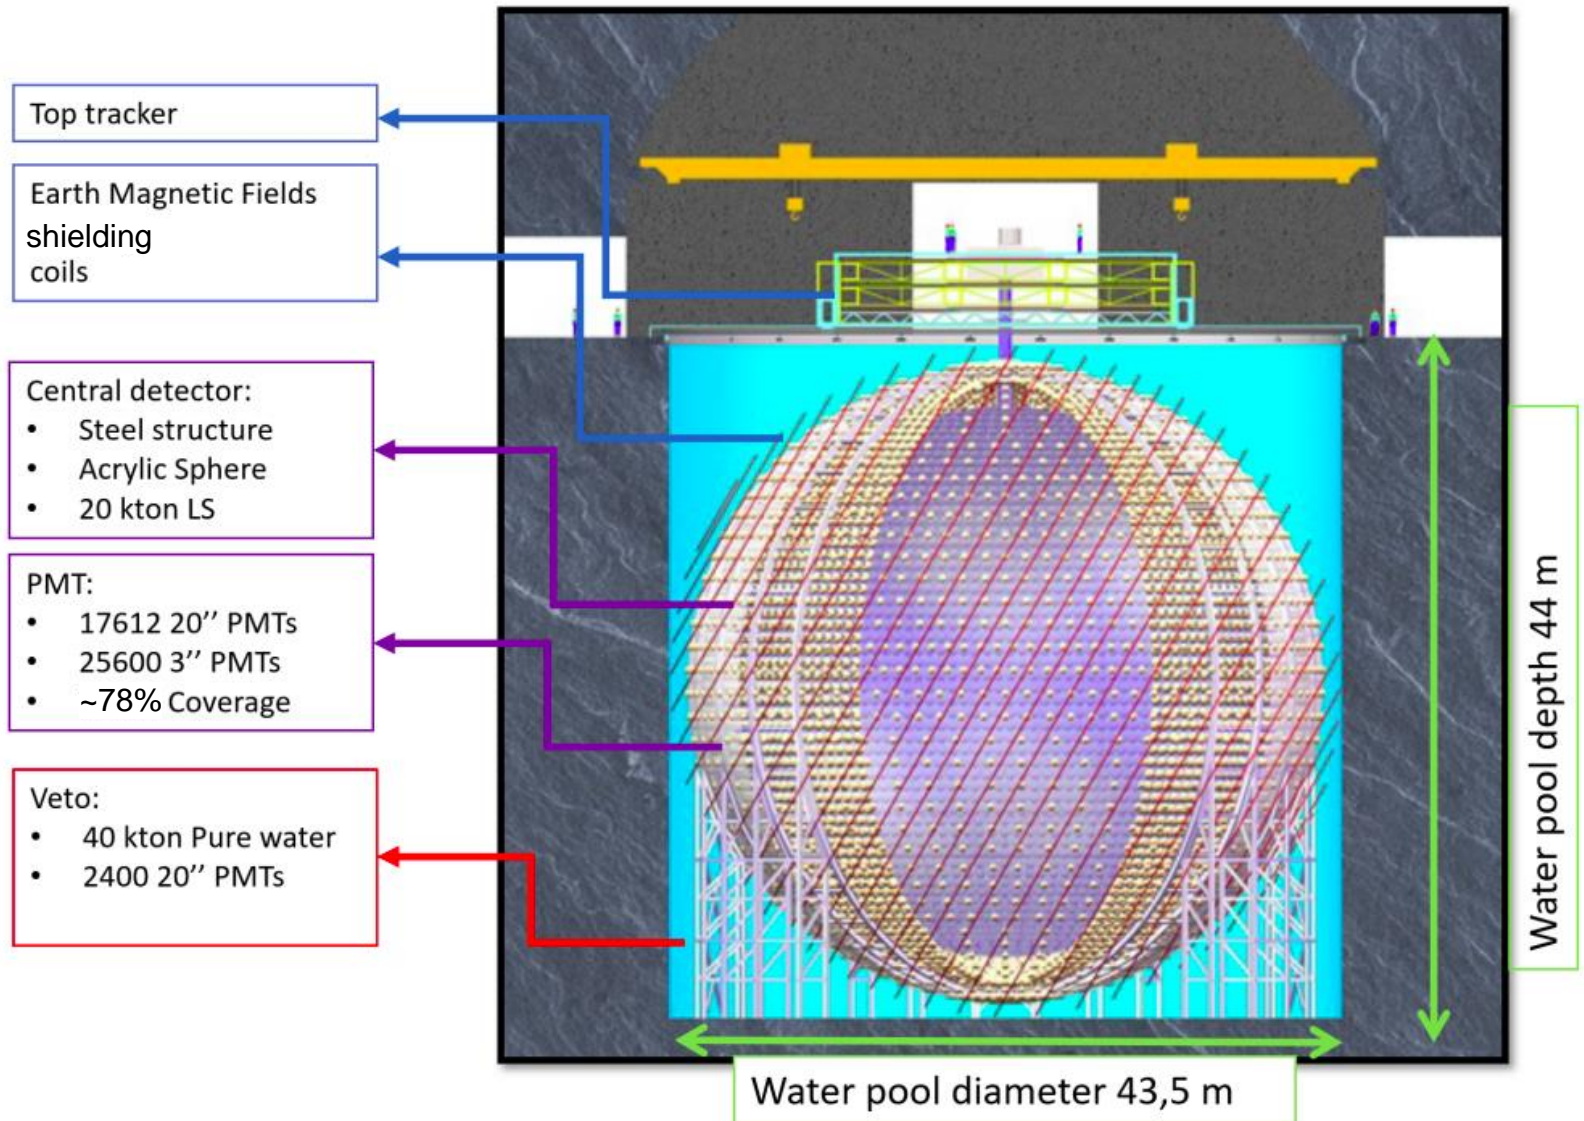 Top tracker
Earth Magnetic Fields
shielding
coils
Central detector:
• Steel structure
• Acrylic Sphere
• 20 kton LS
PMT:
• 17612 20’’ PMTs
• 25600 3’’ PMTs
• ~78% Coverage
Veto:
• 40 kton Pure water
• 2400 20’’ PMTs
Water pool depth 44 m
Water pool diameter 43,5 m